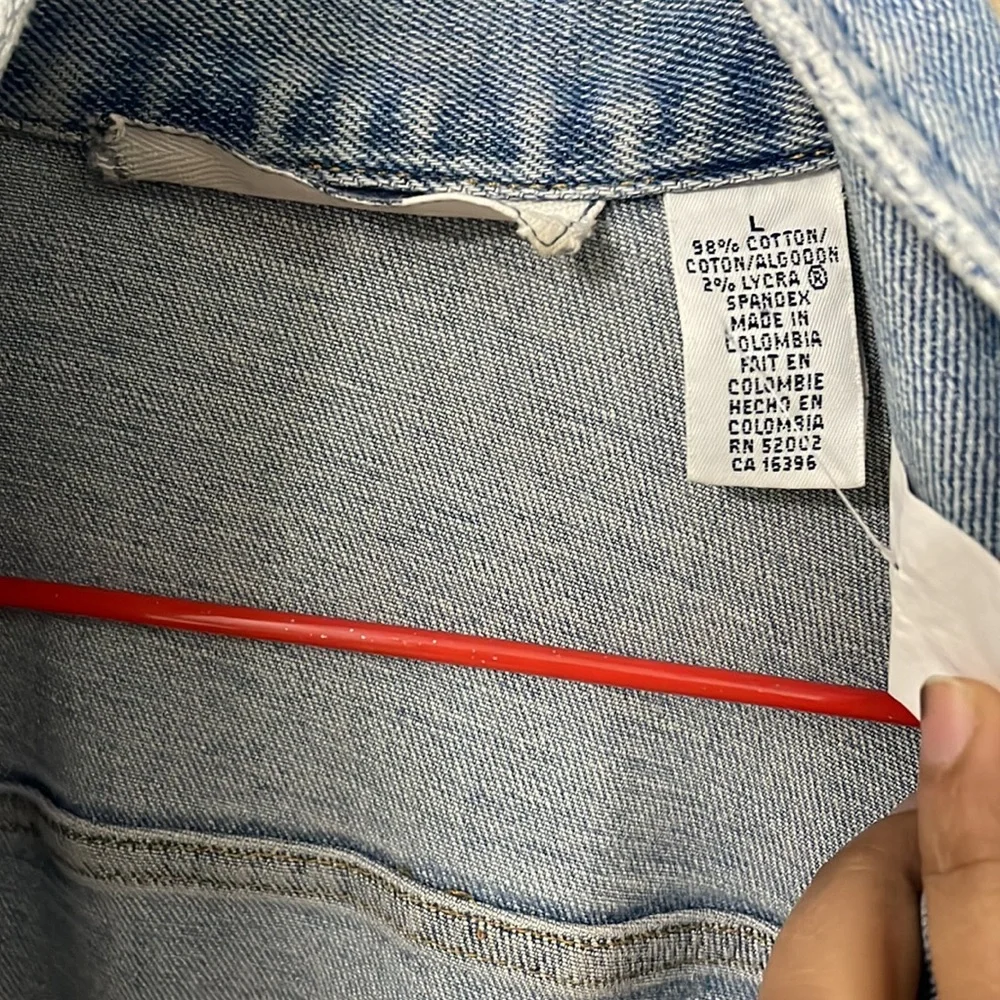 L
98% COTTON/
COTON/ALGODON
2% LYCRA ®
SPANDEX
MADE IN
COLOMBIA
FAIT EN
COLOMBIE
HECHO EN
COLOMBIA
RN 52002
CA 16396